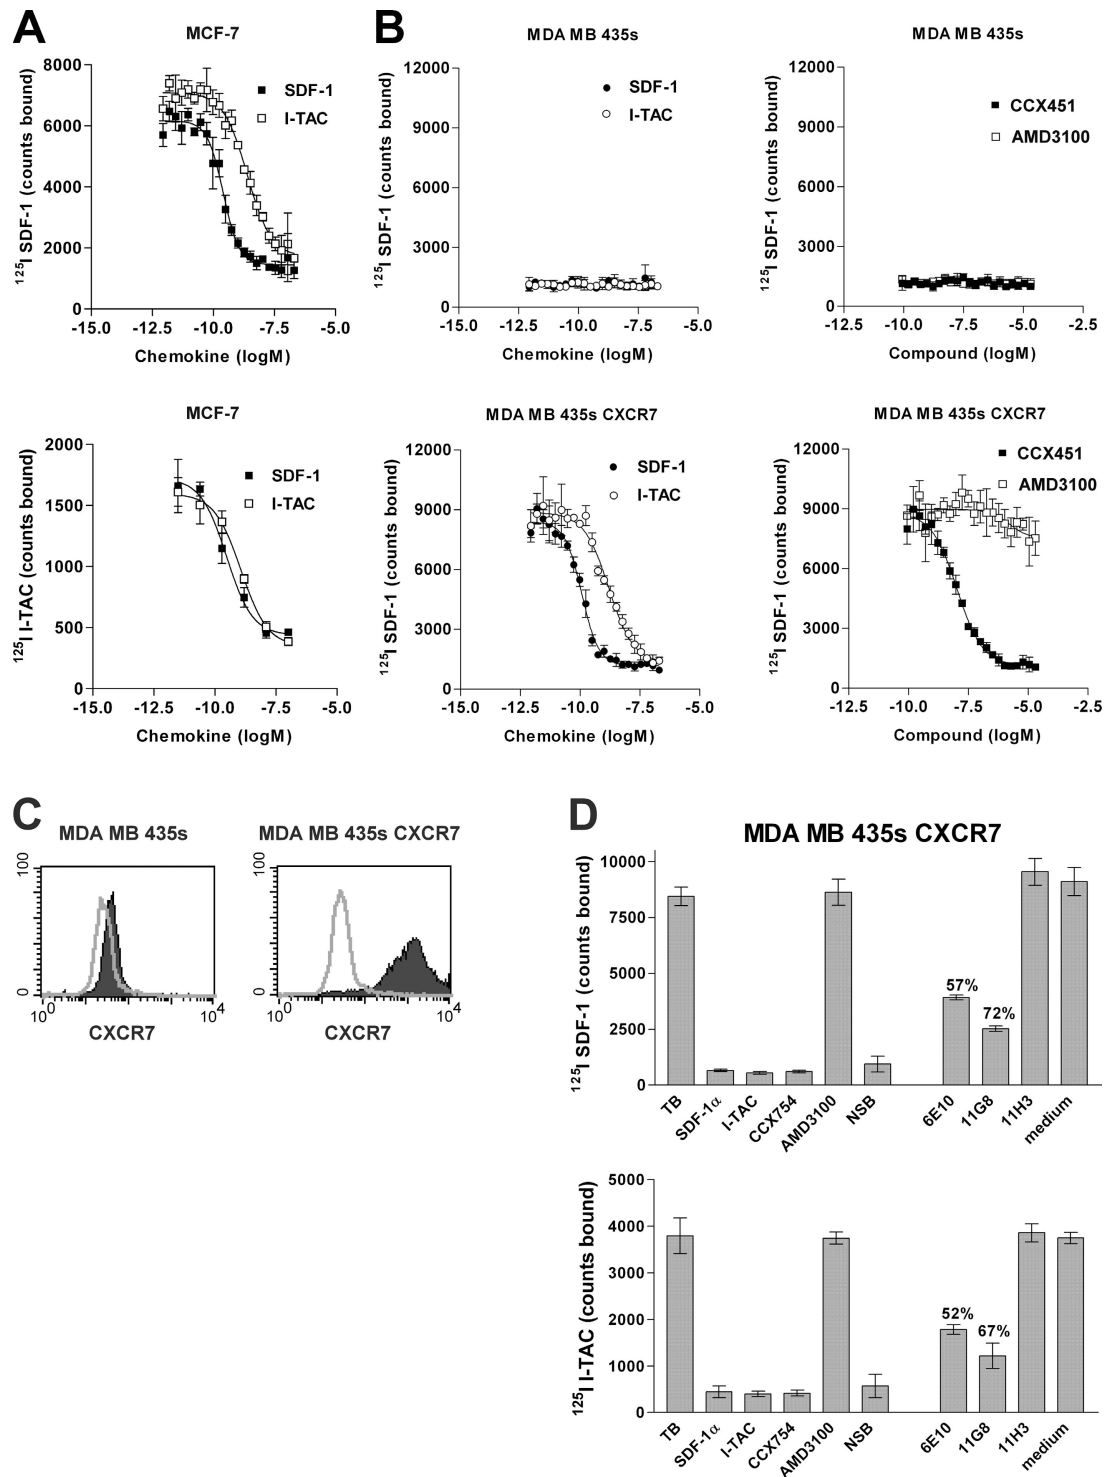 A
MCF-7
¹²⁵I SDF-1 (counts bound)
8000
6000
4000
2000
0
SDF-1
I-TAC
-15.0 -12.5 -10.0 -7.5 -5.0
Chemokine (logM)
MCF-7
¹²⁵I I-TAC (counts bound)
2000
1500
1000
500
0
SDF-1
I-TAC
-15.0 -12.5 -10.0 -7.5 -5.0
Chemokine (logM)
B
MDA MB 435s
¹²⁵I SDF-1 (counts bound)
12000
9000
6000
3000
0
SDF-1
I-TAC
-15.0 -12.5 -10.0 -7.5 -5.0
Chemokine (logM)
MDA MB 435s
¹²⁵I SDF-1 (counts bound)
12000
9000
6000
3000
0
CCX451
AMD3100
-12.5 -10.0 -7.5 -5.0 -2.5
Compound (logM)
MDA MB 435s CXCR7
¹²⁵I SDF-1 (counts bound)
12000
9000
6000
3000
0
SDF-1
I-TAC
-15.0 -12.5 -10.0 -7.5 -5.0
Chemokine (logM)
MDA MB 435s CXCR7
¹²⁵I SDF-1 (counts bound)
12000
9000
6000
3000
0
CCX451
AMD3100
-12.5 -10.0 -7.5 -5.0 -2.5
Compound (logM)
C
MDA MB 435s
100
0
10⁰ 10⁴
CXCR7
MDA MB 435s CXCR7
100
0
10⁰ 10⁴
CXCR7
D
MDA MB 435s CXCR7
¹²⁵I SDF-1 (counts bound)
10000
7500
5000
2500
0
57%
72%
TB SDF-1α I-TAC CCX754 AMD3100 NSB 6E10 11G8 11H3 medium
¹²⁵I I-TAC (counts bound)
5000
4000
3000
2000
1000
0
52%
67%
TB SDF-1α I-TAC CCX754 AMD3100 NSB 6E10 11G8 11H3 medium